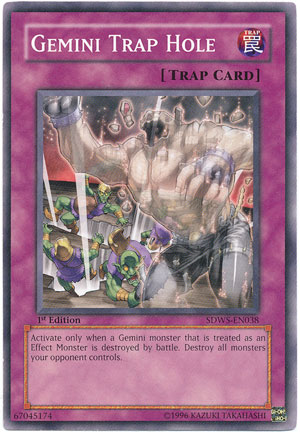 GEMINI TRAP HOLE
TRAP
罠
[TRAP CARD]
1st Edition
SDWS-EN038
Activate only when a Gemini monster that is treated as an
Effect Monster is destroyed by battle. Destroy all monsters
your opponent controls.
67045174
©1996 KAZUKI TAKAHASHI